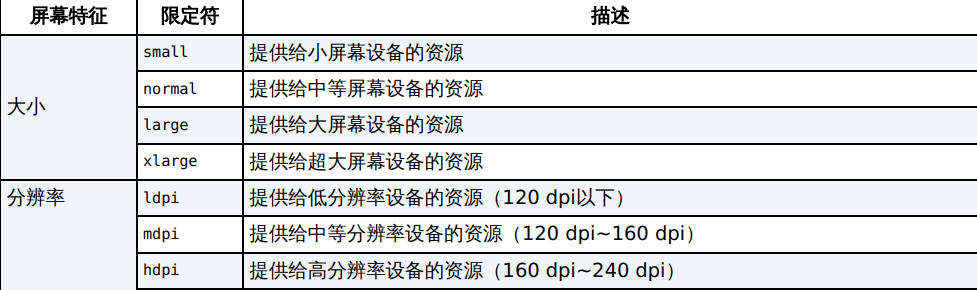 屏幕特征 限定符 描述
大小 small 提供给小屏幕设备的资源
normal 提供给中等屏幕设备的资源
large 提供给大屏幕设备的资源
xlarge 提供给超大屏幕设备的资源
分辨率 ldpi 提供给低分辨率设备的资源（120 dpi以下）
mdpi 提供给中等分辨率设备的资源（120 dpi~160 dpi）
hdpi 提供给高分辨率设备的资源（160 dpi~240 dpi）